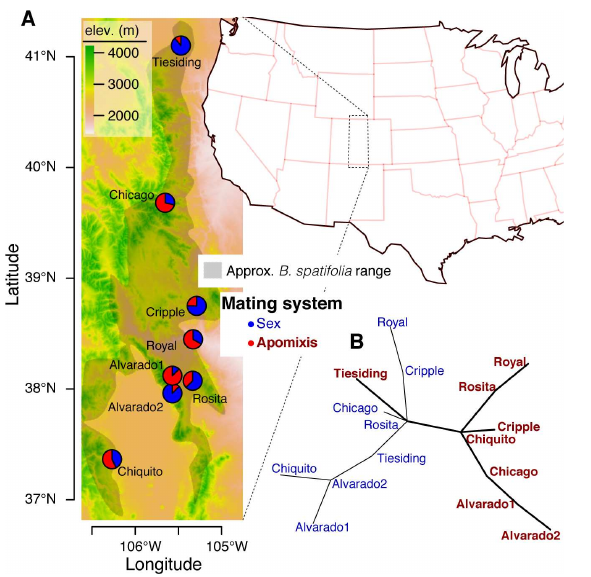 A
elev. (m)
4000
3000
2000
41°N
40°N
39°N
38°N
37°N
Latitude
106°W
105°W
Longitude
Tiesiding
Chicago
Cripple
Royal
Alvarado1
Rosita
Alvarado2
Chiquito
Approx. B. spatifolia range
Mating system
Sex
Apomixis
B
Royal
Tiesiding
Cripple
Chicago
Rosita
Tiesiding
Chiquito
Alvarado2
Alvarado1
Royal
Rosita
Cripple
Chiquito
Chicago
Alvarado1
Alvarado2